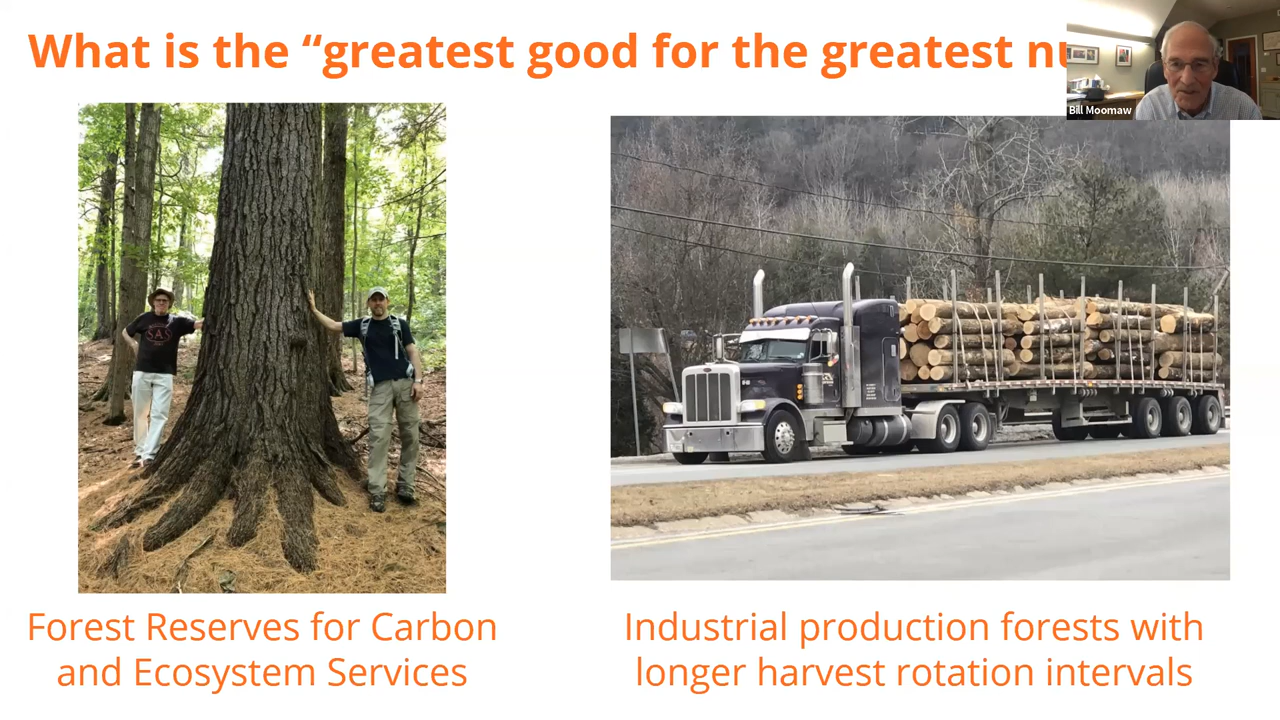 What is the “greatest good for the greatest
Bill Moomaw
SAS
Forest Reserves for Carbon
and Ecosystem Services
Industrial production forests with
longer harvest rotation intervals